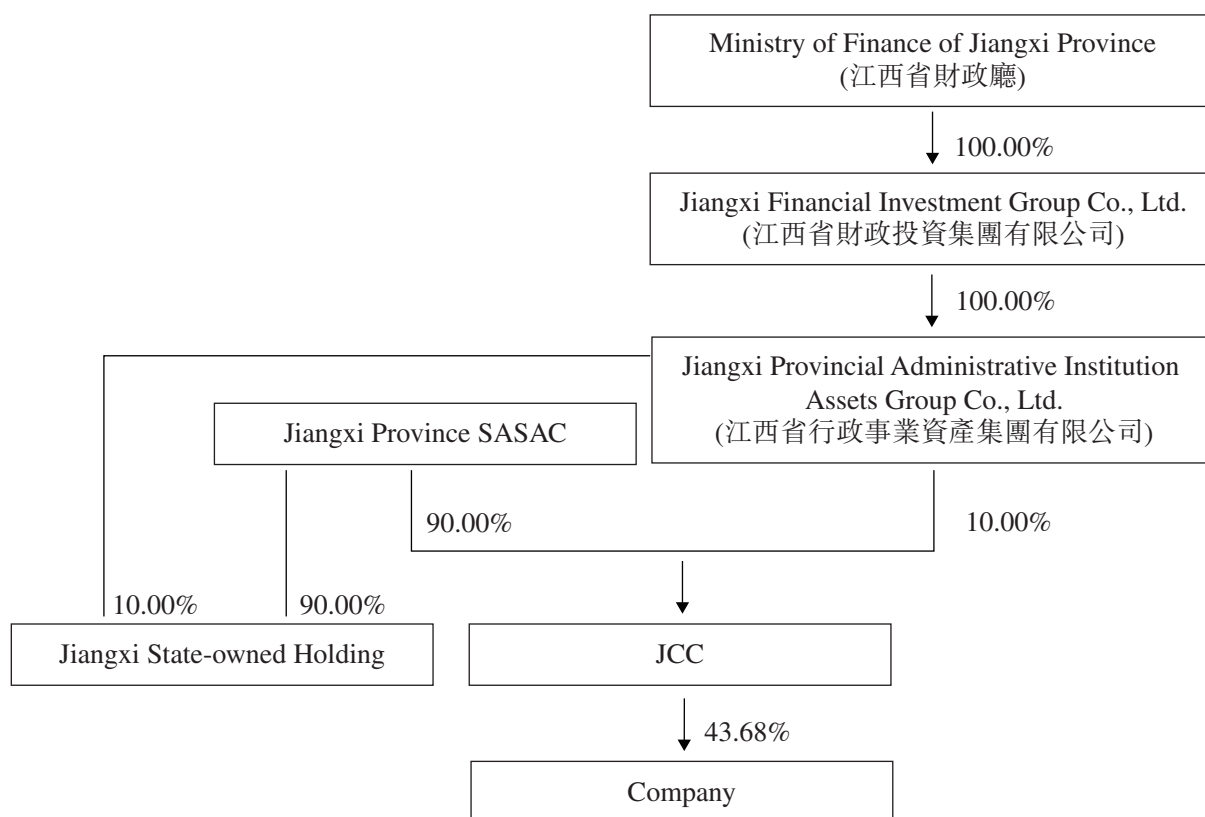 Ministry of Finance of Jiangxi Province
(江西省財政廳)
100.00%
Jiangxi Financial Investment Group Co., Ltd.
(江西省財政投資集團有限公司)
100.00%
Jiangxi Provincial Administrative Institution
Assets Group Co., Ltd.
(江西省行政事業資產集團有限公司)
Jiangxi Province SASAC
90.00%
10.00%
10.00%
90.00%
Jiangxi State-owned Holding
JCC
43.68%
Company